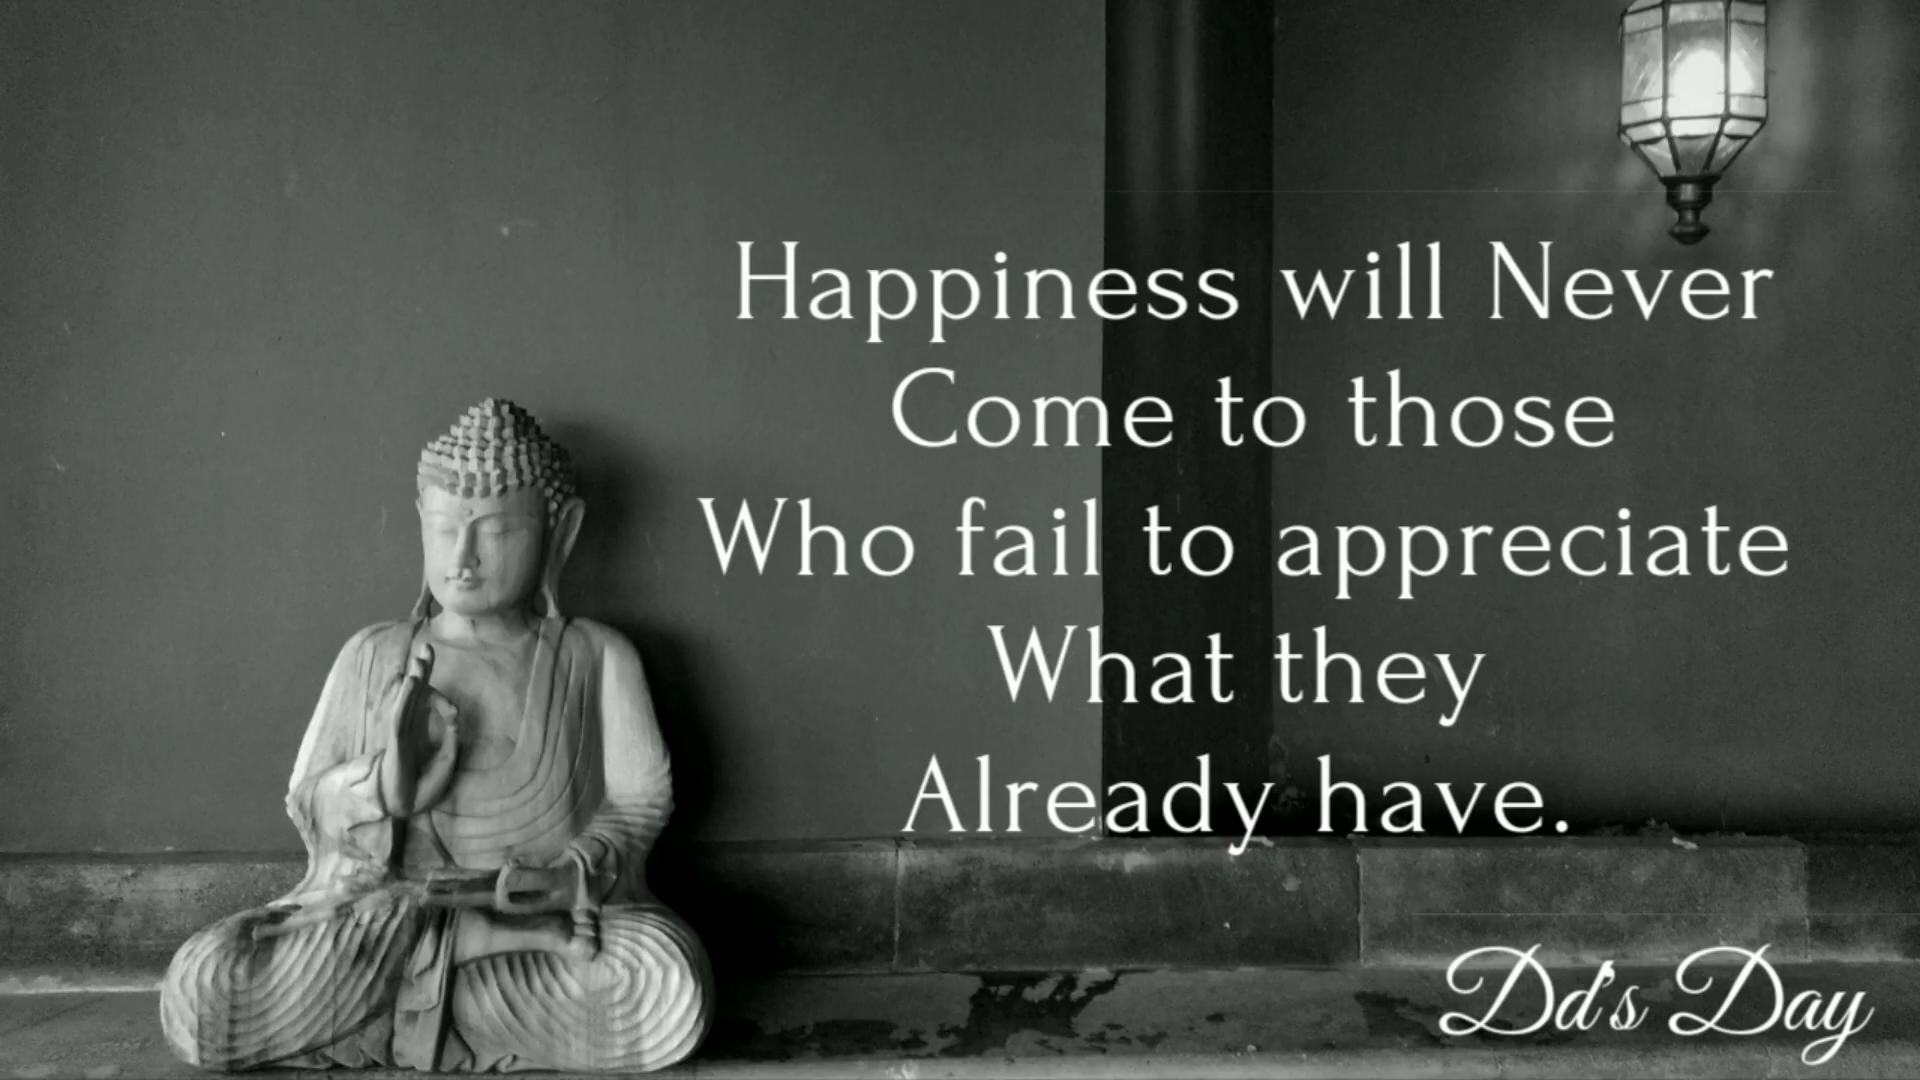 Happiness will Never
Come to those
Who fail to appreciate
What they
Already have.
Dd's Day